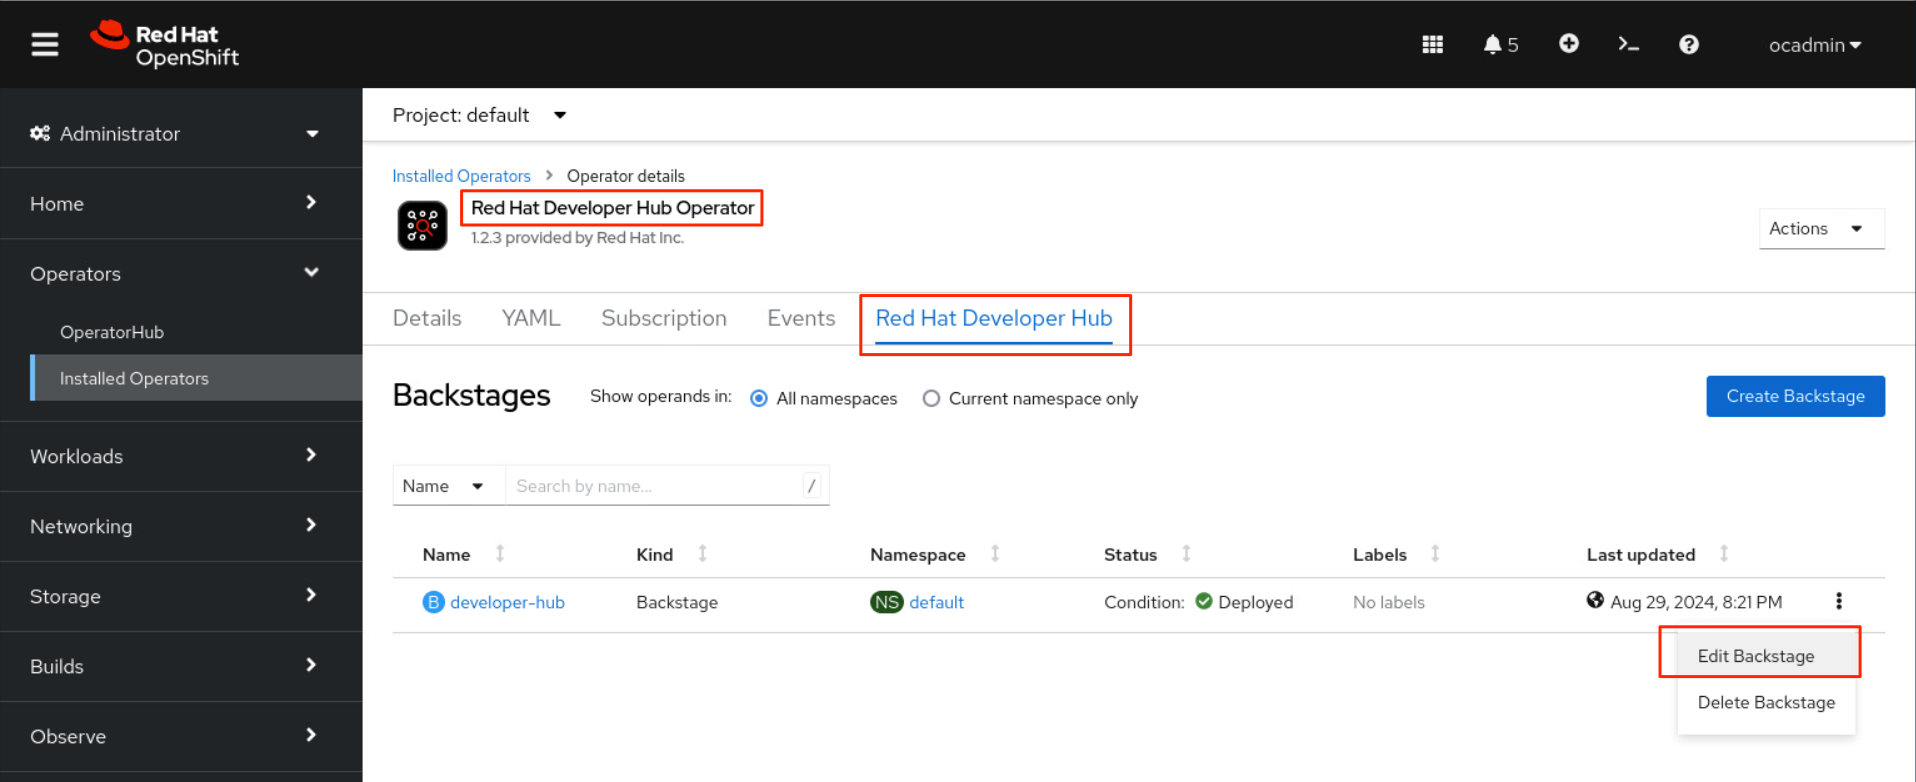 Red Hat
OpenShift
5
ocadmin
Administrator
Home
Operators
OperatorHub
Installed Operators
Workloads
Networking
Storage
Builds
Observe
Project: default
Installed Operators > Operator details
Red Hat Developer Hub Operator
1.2.3 provided by Red Hat Inc.
Actions
Details YAML Subscription Events Red Hat Developer Hub
Backstages Show operands in: All namespaces Current namespace only Create Backstage
Name Search by name... /
Name Kind Namespace Status Labels Last updated
B developer-hub Backstage NS default Condition: Deployed No labels Aug 29, 2024, 8:21 PM
Edit Backstage
Delete Backstage